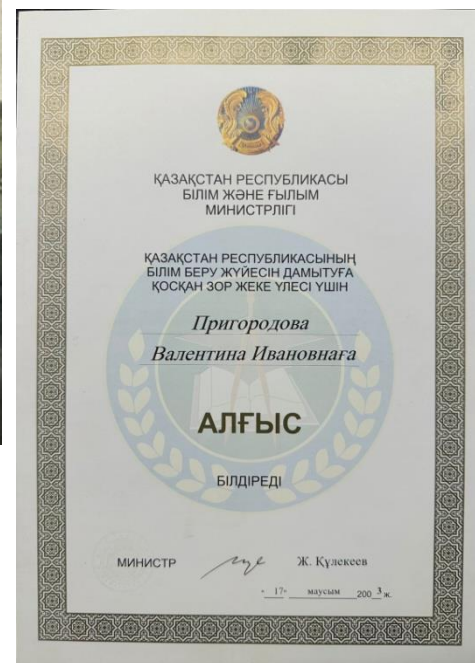 ҚАЗАҚСТАН РЕСПУБЛИКАСЫ
БІЛІМ ЖӘНЕ ҒЫЛЫМ
МИНИСТРЛІГІ
ҚАЗАҚСТАН РЕСПУБЛИКАСЫНЫҢ
БІЛІМ БЕРУ ЖҮЙЕСІН ДАМЫТУҒА
ҚОСҚАН ЗОР ЖЕКЕ ҮЛЕСІ ҮШІН
Пригородова
Валентина Ивановнаға
АЛҒЫС
БІЛДІРЕДІ
МИНИСТР Ж. Құлекеев
" 17" маусым 2003 ж.